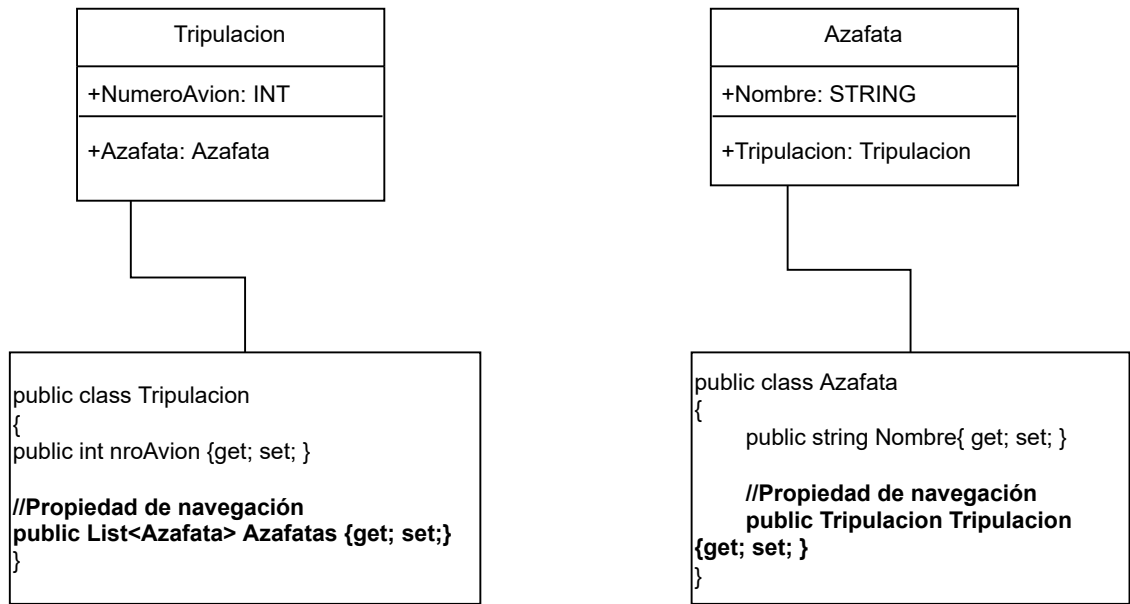 Tripulacion
+NumeroAvion: INT
+Azafata: Azafata
Azafata
+Nombre: STRING
+Tripulacion: Tripulacion
public class Tripulacion
{
public int nroAvion {get; set; }
//Propiedad de navegación
public List<Azafata> Azafatas {get; set;}
}
public class Azafata
{
public string Nombre{ get; set; }
//Propiedad de navegación
public Tripulacion Tripulacion
{get; set; }
}